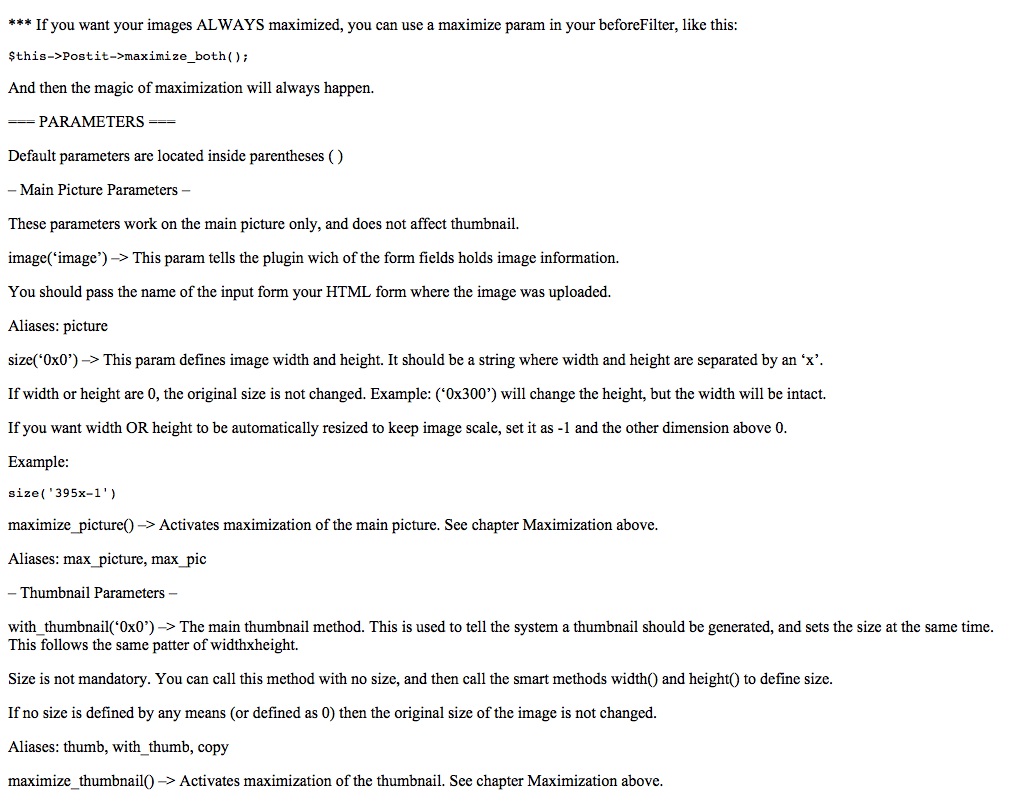 *** If you want your images ALWAYS maximized, you can use a maximize param in your beforeFilter, like this:
$this->Postit->maximize_both();
And then the magic of maximization will always happen.
=== PARAMETERS ===
Default parameters are located inside parentheses ( )
– Main Picture Parameters –
These parameters work on the main picture only, and does not affect thumbnail.
image(‘image’) –> This param tells the plugin wich of the form fields holds image information.
You should pass the name of the input form your HTML form where the image was uploaded.
Aliases: picture
size(‘0x0’) –> This param defines image width and height. It should be a string where width and height are separated by an ‘x’.
If width or height are 0, the original size is not changed. Example: (‘0x300’) will change the height, but the width will be intact.
If you want width OR height to be automatically resized to keep image scale, set it as -1 and the other dimension above 0.
Example:
size('395x-1')
maximize_picture() –> Activates maximization of the main picture. See chapter Maximization above.
Aliases: max_picture, max_pic
– Thumbnail Parameters –
with_thumbnail(‘0x0’) –> The main thumbnail method. This is used to tell the system a thumbnail should be generated, and sets the size at the same time.
This follows the same patter of widthxheight.
Size is not mandatory. You can call this method with no size, and then call the smart methods width() and height() to define size.
If no size is defined by any means (or defined as 0) then the original size of the image is not changed.
Aliases: thumb, with_thumb, copy
maximize_thumbnail() –> Activates maximization of the thumbnail. See chapter Maximization above.